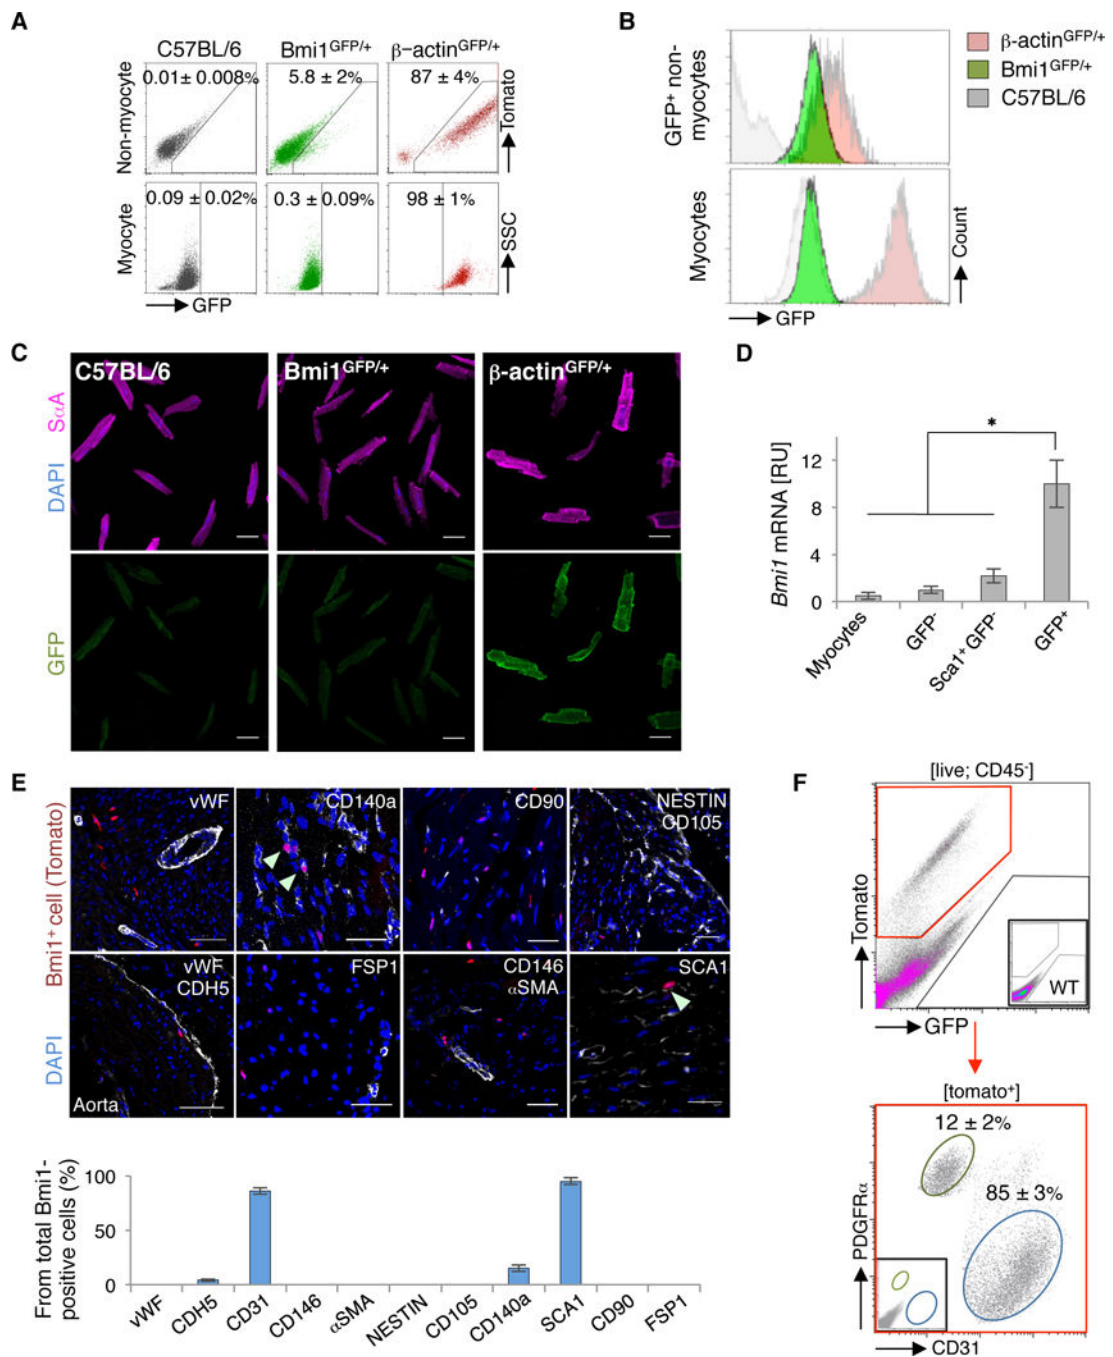 A
C57BL/6
Bmi1GFP/+
β−actinGFP/+
0.01± 0.008%
5.8 ± 2%
87 ± 4%
Non-myocyte
Tomato
0.09 ± 0.02%
0.3 ± 0.09%
98 ± 1%
Myocyte
SSC
GFP
B
GFP+ non-
myocytes
β-actinGFP/+
Bmi1GFP/+
C57BL/6
Myocytes
Count
GFP
C
C57BL/6
Bmi1GFP/+
β-actinGFP/+
SαA
DAPI
GFP
D
*
Bmi1 mRNA [RU]
12
8
4
0
Myocytes
GFP-
Sca1+ GFP-
GFP+
E
Bmi1+ cell (Tomato)
DAPI
vWF
CD140a
CD90
NESTIN
CD105
vWF
CDH5
Aorta
FSP1
CD146
αSMA
SCA1
From total Bmi1-
positive cells (%)
100
50
0
vWF
CDH5
CD31
CD146
αSMA
NESTIN
CD105
CD140a
SCA1
CD90
FSP1
F
[live; CD45-]
Tomato
WT
GFP
[tomato+]
12 ± 2%
85 ± 3%
PDGFRα
CD31